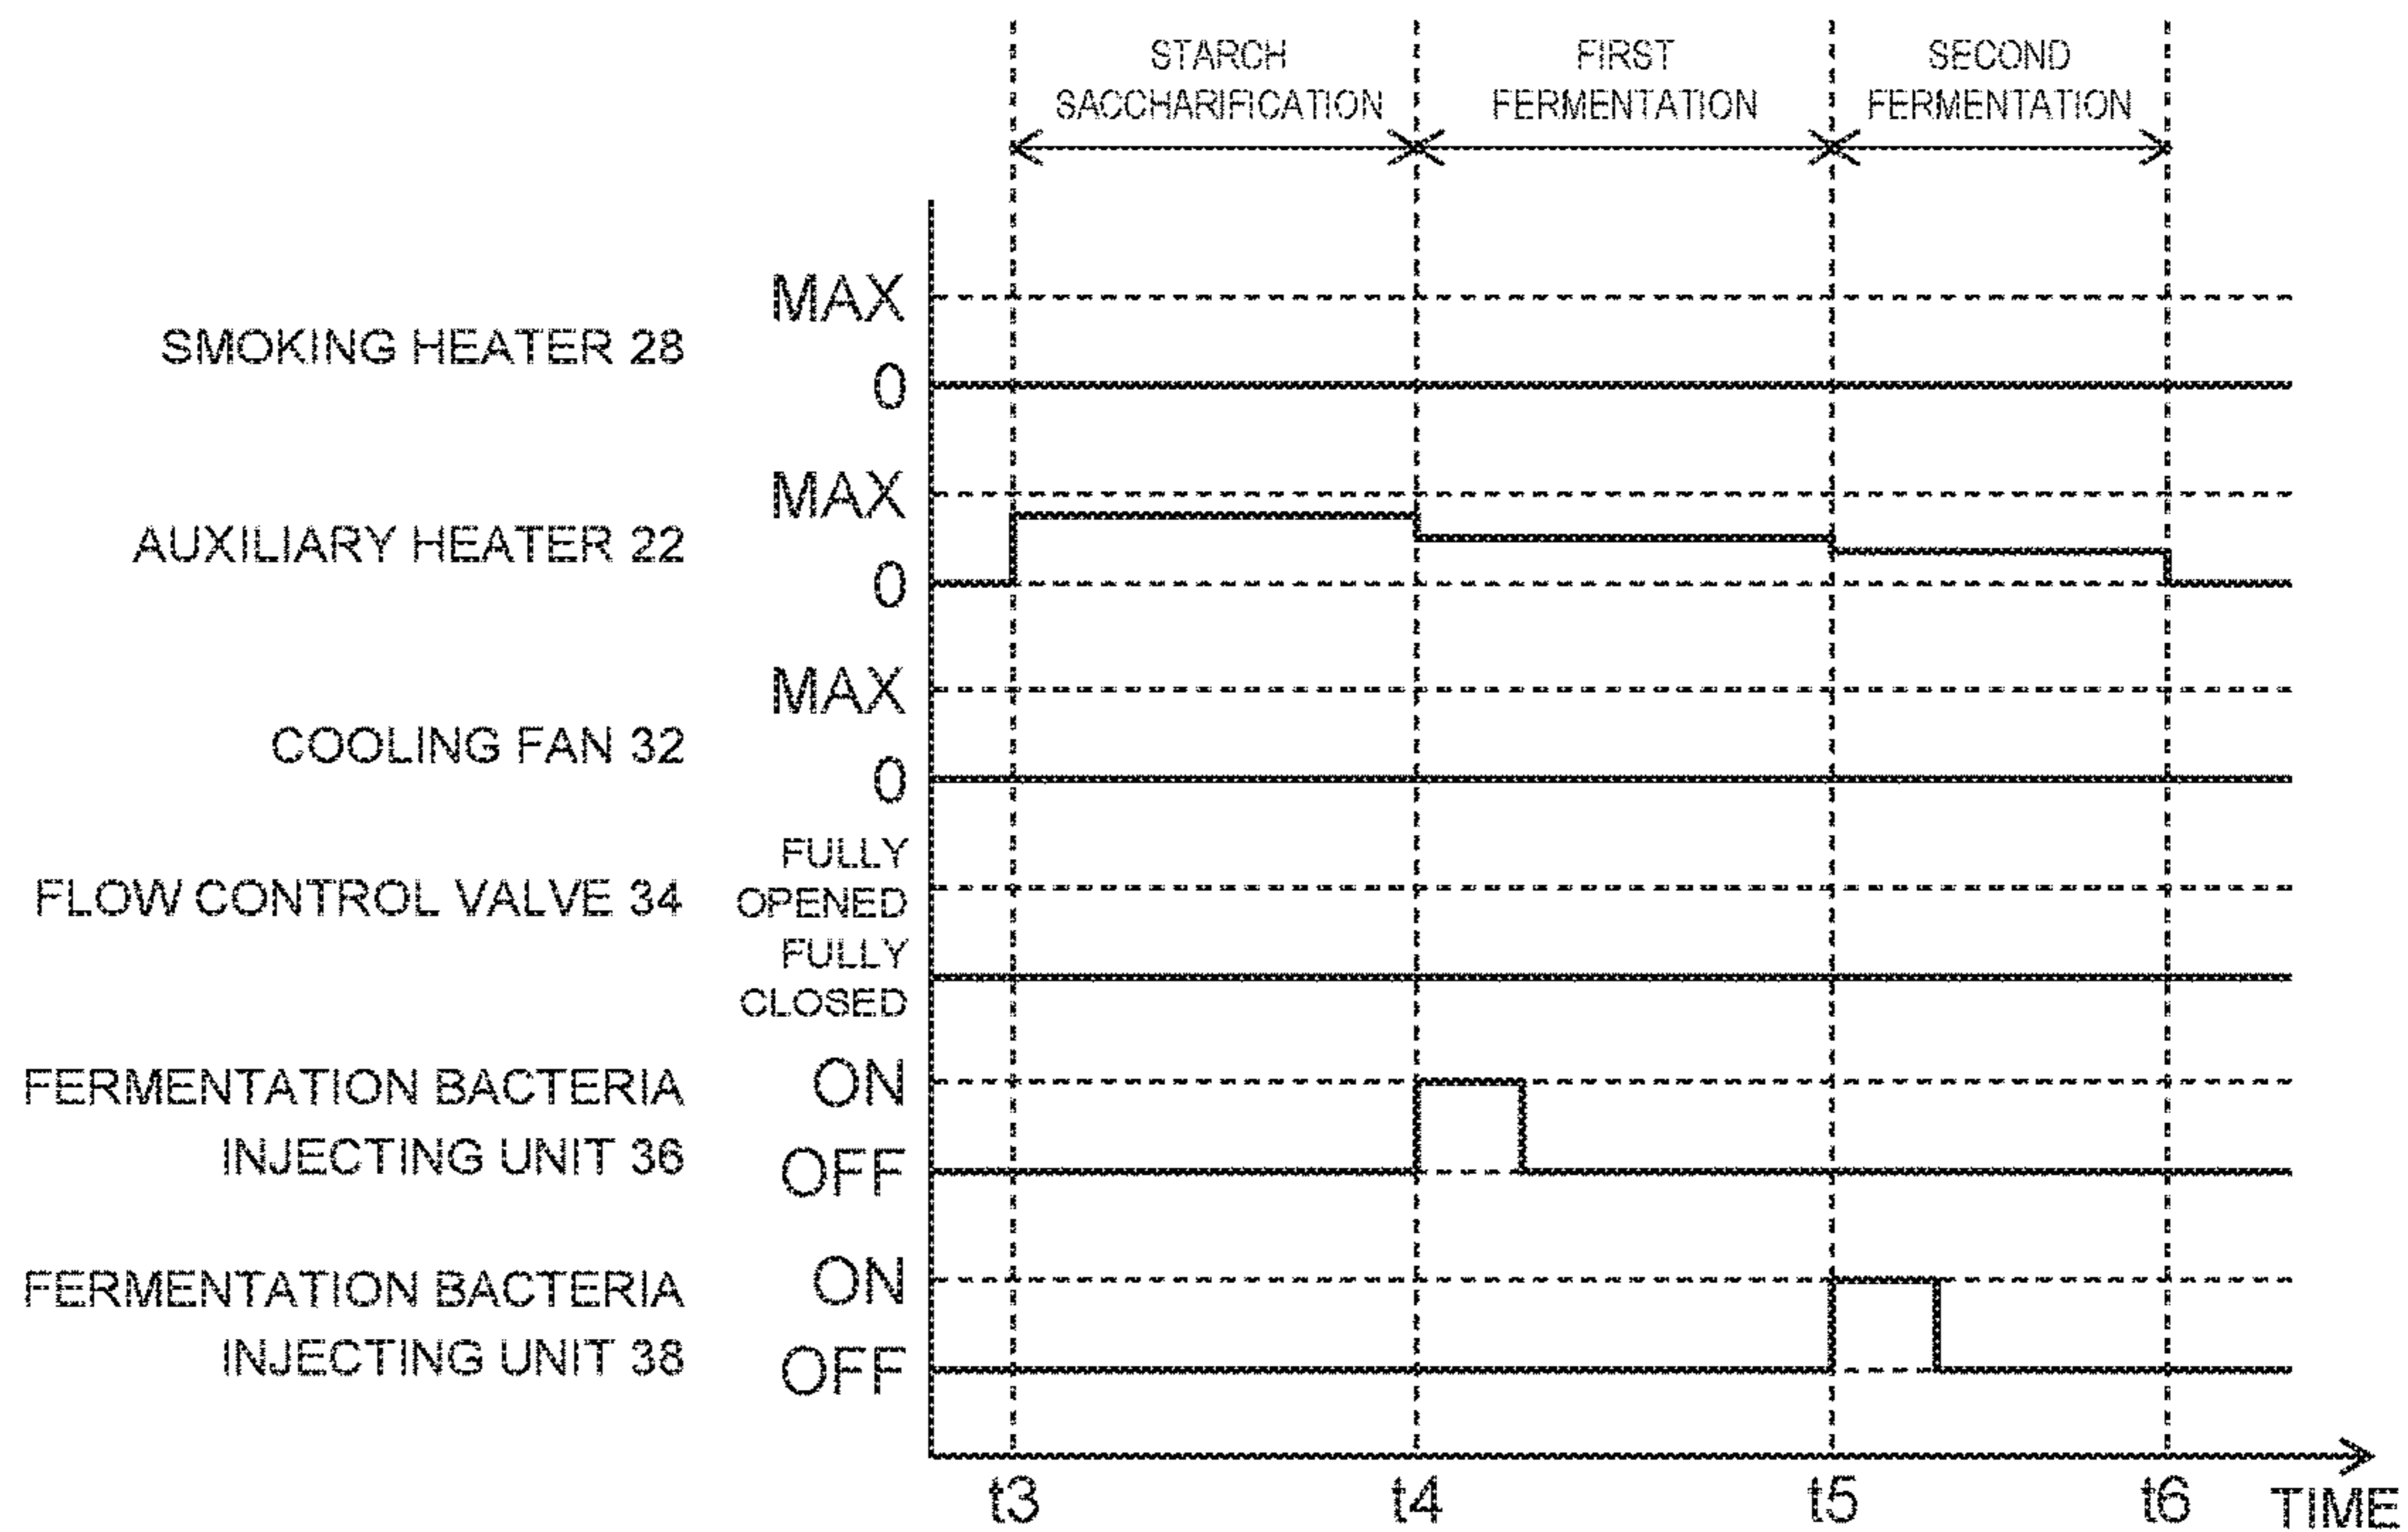 STARCH
SACCHARIFICATION
FIRST
FERMENTATION
SECOND
FERMENTATION
SMOKING HEATER 28
MAX
0
AUXILIARY HEATER 22
MAX
0
COOLING FAN 32
MAX
0
FLOW CONTROL VALVE 34
FULLY
OPENED
FULLY
CLOSED
FERMENTATION BACTERIA
INJECTING UNIT 36
ON
OFF
FERMENTATION BACTERIA
INJECTING UNIT 38
ON
OFF
t3 t4 t5 t6 TIME